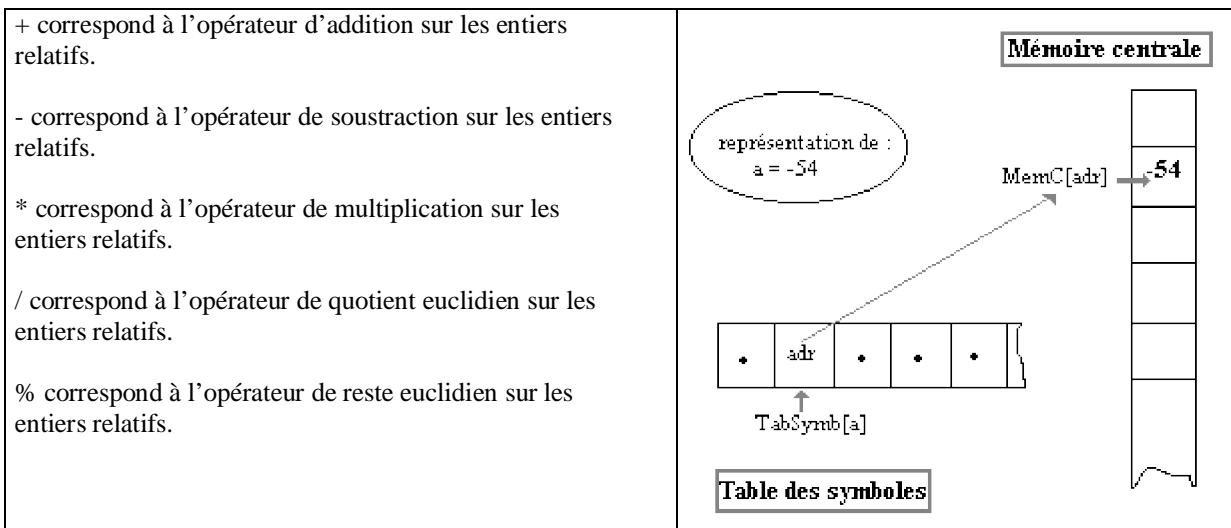 + correspond à l’opérateur d’addition sur les entiers
relatifs.
- correspond à l’opérateur de soustraction sur les entiers
relatifs.
* correspond à l’opérateur de multiplication sur les
entiers relatifs.
/ correspond à l’opérateur de quotient euclidien sur les
entiers relatifs.
% correspond à l’opérateur de reste euclidien sur les
entiers relatifs.
Mémoire centrale
représentation de :
a = -54
MemC[adr]
-54
adr
TabSymb[a]
Table des symboles